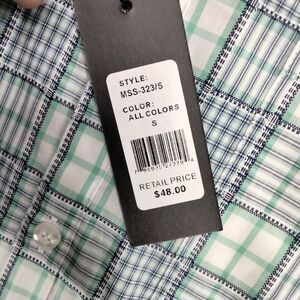 STYLE:
MSS-323/S
COLOR:
ALL COLORS
S
RETAIL PRICE
$48.00